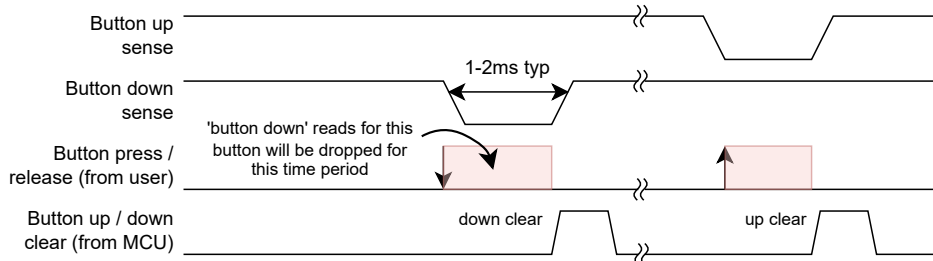 Button up
sense
1-2ms typ
Button down
sense
'button down' reads for this
button will be dropped for
this time period
Button press /
release (from user)
Button up / down
clear (from MCU)
down clear
up clear